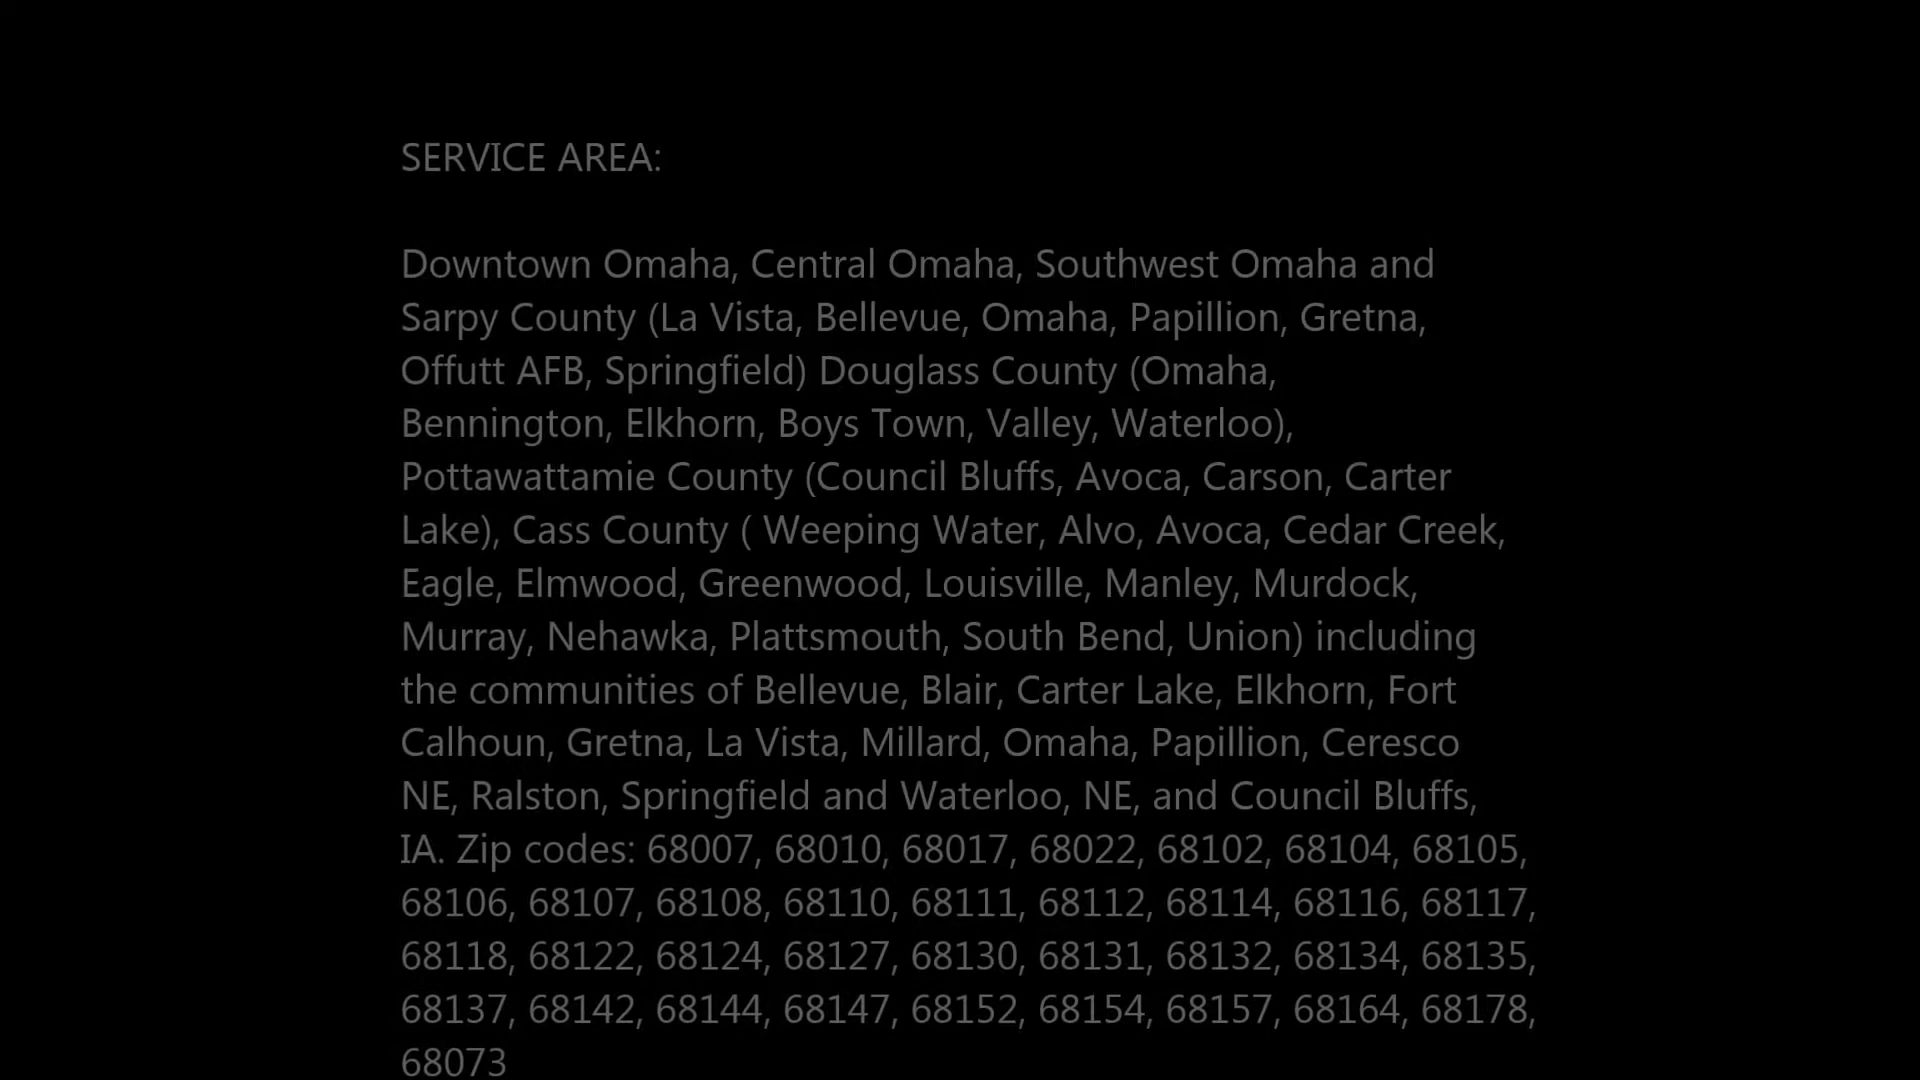 SERVICE AREA:
Downtown Omaha, Central Omaha, Southwest Omaha and
Sarpy County (La Vista, Bellevue, Omaha, Papillion, Gretna,
Offutt AFB, Springfield) Douglass County (Omaha,
Bennington, Elkhorn, Boys Town, Valley, Waterloo),
Pottawattamie County (Council Bluffs, Avoca, Carson, Carter
Lake), Cass County ( Weeping Water, Alvo, Avoca, Cedar Creek,
Eagle, Elmwood, Greenwood, Louisville, Manley, Murdock,
Murray, Nehawka, Plattsmouth, South Bend, Union) including
the communities of Bellevue, Blair, Carter Lake, Elkhorn, Fort
Calhoun, Gretna, La Vista, Millard, Omaha, Papillion, Ceresco
NE, Ralston, Springfield and Waterloo, NE, and Council Bluffs,
IA. Zip codes: 68007, 68010, 68017, 68022, 68102, 68104, 68105,
68106, 68107, 68108, 68110, 68111, 68112, 68114, 68116, 68117,
68118, 68122, 68124, 68127, 68130, 68131, 68132, 68134, 68135,
68137, 68142, 68144, 68147, 68152, 68154, 68157, 68164, 68178,
68073